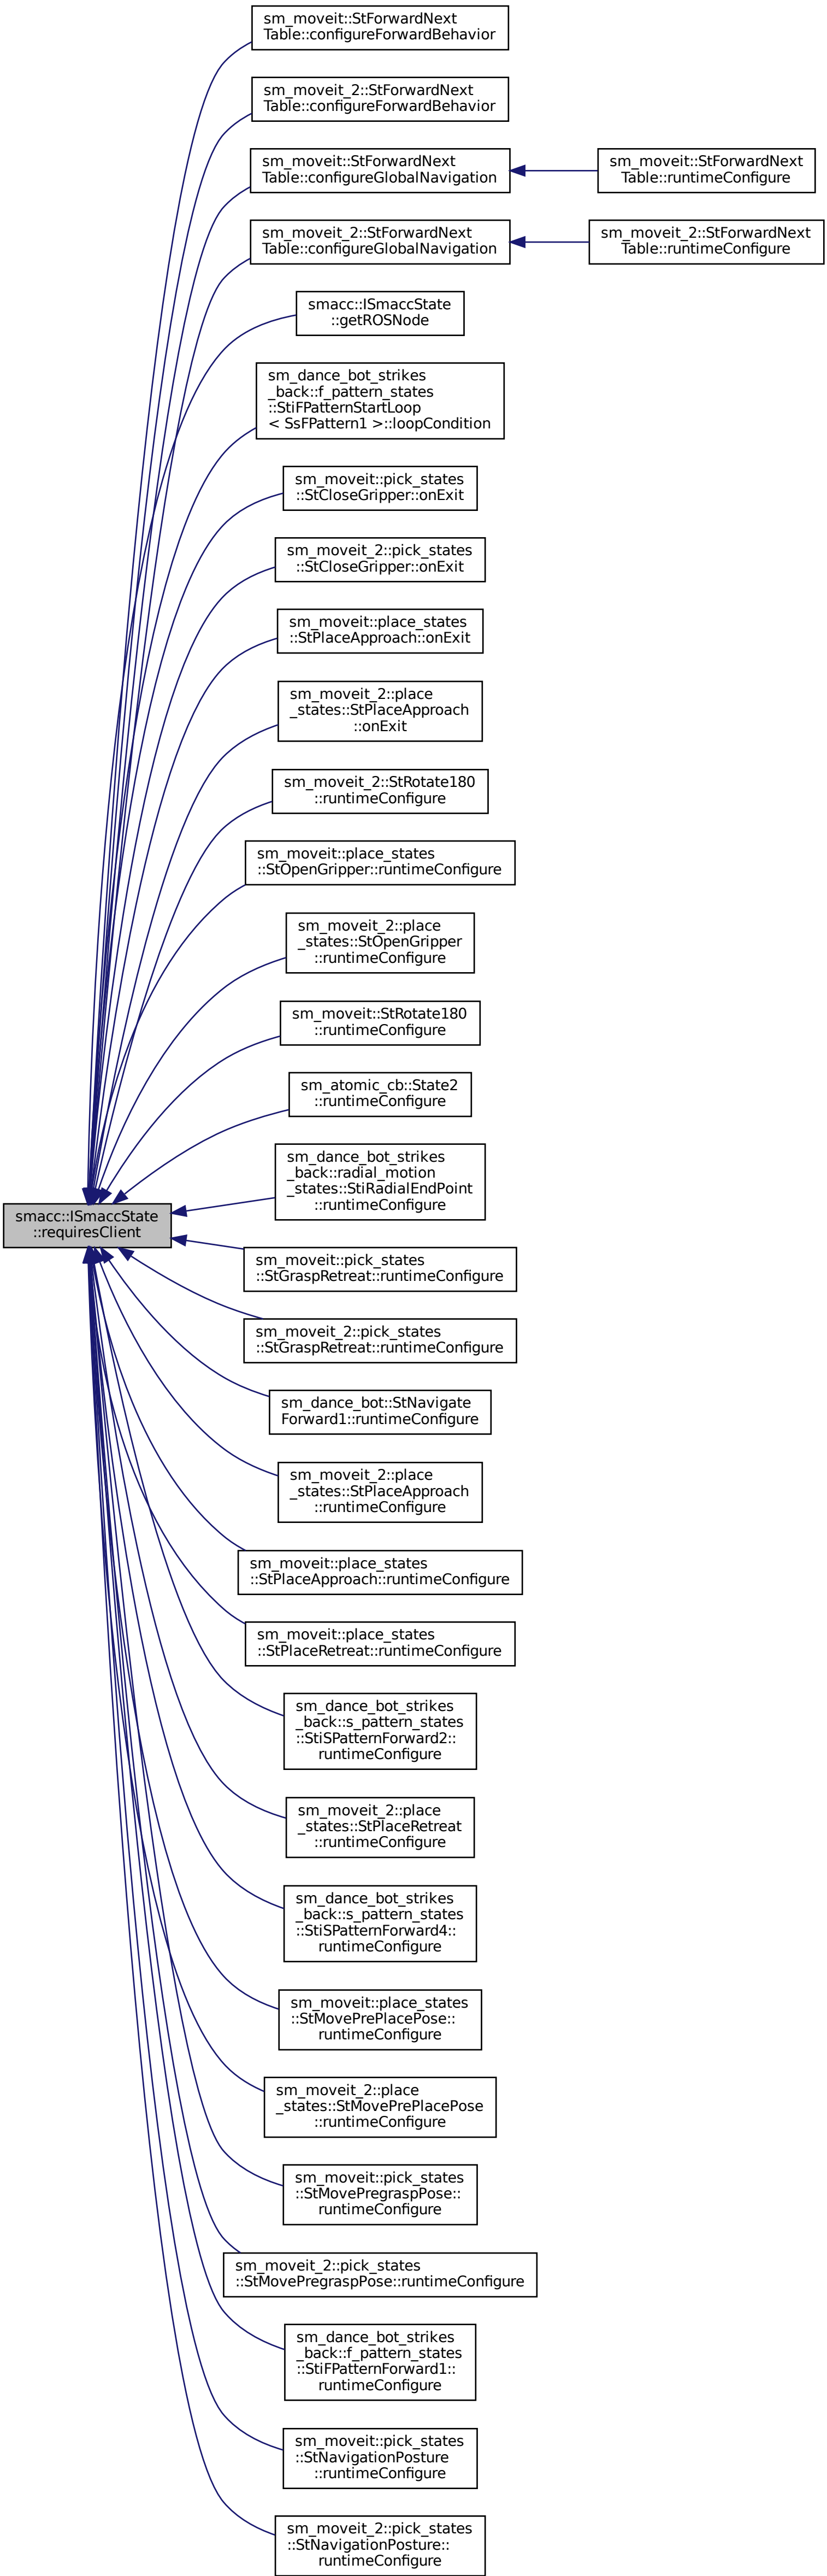 sm_moveit::StForwardNext
Table::configureForwardBehavior
sm_moveit_2::StForwardNext
Table::configureForwardBehavior
sm_moveit::StForwardNext
Table::configureGlobalNavigation
sm_moveit::StForwardNext
Table::runtimeConfigure
sm_moveit_2::StForwardNext
Table::configureGlobalNavigation
sm_moveit_2::StForwardNext
Table::runtimeConfigure
smacc::ISmaccState
::getROSNode
sm_dance_bot_strikes
_back::f_pattern_states
::StiFPatternStartLoop
< SsFPattern1 >::loopCondition
sm_moveit::pick_states
::StCloseGripper::onExit
sm_moveit_2::pick_states
::StCloseGripper::onExit
sm_moveit::place_states
::StPlaceApproach::onExit
sm_moveit_2::place
_states::StPlaceApproach
::onExit
sm_moveit_2::StRotate180
::runtimeConfigure
sm_moveit::place_states
::StOpenGripper::runtimeConfigure
sm_moveit_2::place
_states::StOpenGripper
::runtimeConfigure
sm_moveit::StRotate180
::runtimeConfigure
sm_atomic_cb::State2
::runtimeConfigure
sm_dance_bot_strikes
_back::radial_motion
_states::StiRadialEndPoint
::runtimeConfigure
smacc::ISmaccState
::requiresClient
sm_moveit::pick_states
::StGraspRetreat::runtimeConfigure
sm_moveit_2::pick_states
::StGraspRetreat::runtimeConfigure
sm_dance_bot::StNavigate
Forward1::runtimeConfigure
sm_moveit_2::place
_states::StPlaceApproach
::runtimeConfigure
sm_moveit::place_states
::StPlaceApproach::runtimeConfigure
sm_moveit::place_states
::StPlaceRetreat::runtimeConfigure
sm_dance_bot_strikes
_back::s_pattern_states
::StiSPatternForward2::
runtimeConfigure
sm_moveit_2::place
_states::StPlaceRetreat
::runtimeConfigure
sm_dance_bot_strikes
_back::s_pattern_states
::StiSPatternForward4::
runtimeConfigure
sm_moveit::place_states
::StMovePrePlacePose::
runtimeConfigure
sm_moveit_2::place
_states::StMovePrePlacePose
::runtimeConfigure
sm_moveit::pick_states
::StMovePregraspPose::
runtimeConfigure
sm_moveit_2::pick_states
::StMovePregraspPose::runtimeConfigure
sm_dance_bot_strikes
_back::f_pattern_states
::StiFPatternForward1::
runtimeConfigure
sm_moveit::pick_states
::StNavigationPosture
::runtimeConfigure
sm_moveit_2::pick_states
::StNavigationPosture::
runtimeConfigure